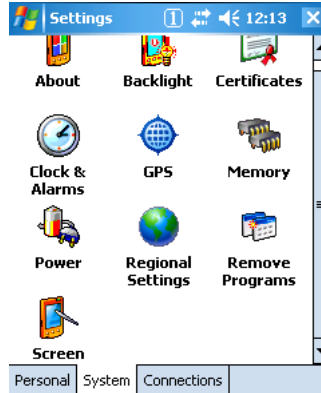 Settings 1 12:13
About Backlight Certificates
Clock & GPS Memory
Alarms
Power Regional Remove
Settings Programs
Screen
Personal System Connections